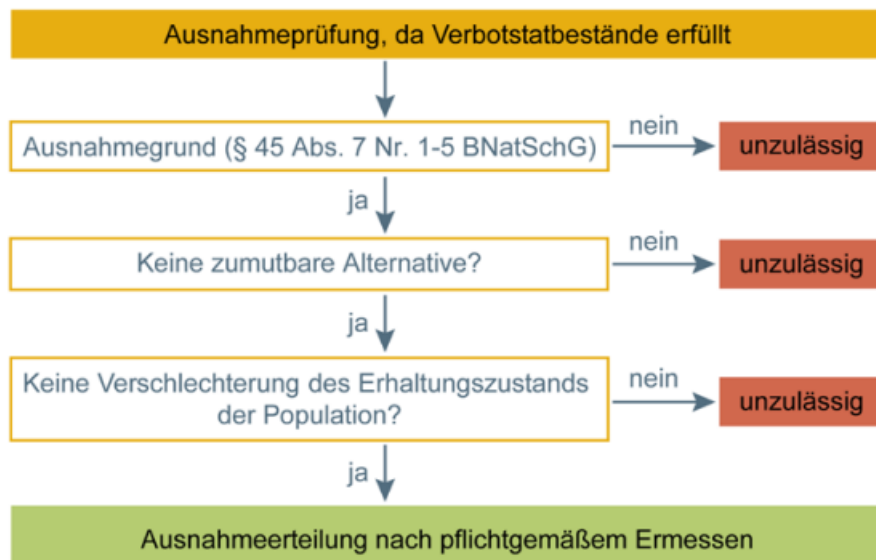 Ausnahmeprüfung, da Verbotstatbestände erfüllt
Ausnahmegrund (§ 45 Abs. 7 Nr. 1-5 BNatSchG)
nein
unzulässig
ja
Keine zumutbare Alternative?
nein
unzulässig
ja
Keine Verschlechterung des Erhaltungszustands
der Population?
nein
unzulässig
ja
Ausnahmeerteilung nach pflichtgemäßem Ermessen